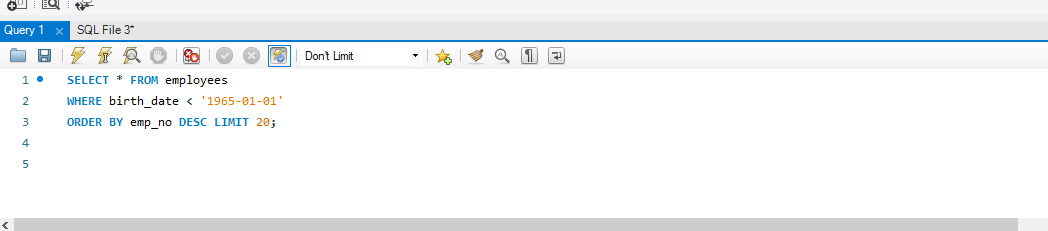 Query 1
SQL File 3*
Don't Limit
1 SELECT * FROM employees
2 WHERE birth_date < '1965-01-01'
3 ORDER BY emp_no DESC LIMIT 20;
4
5